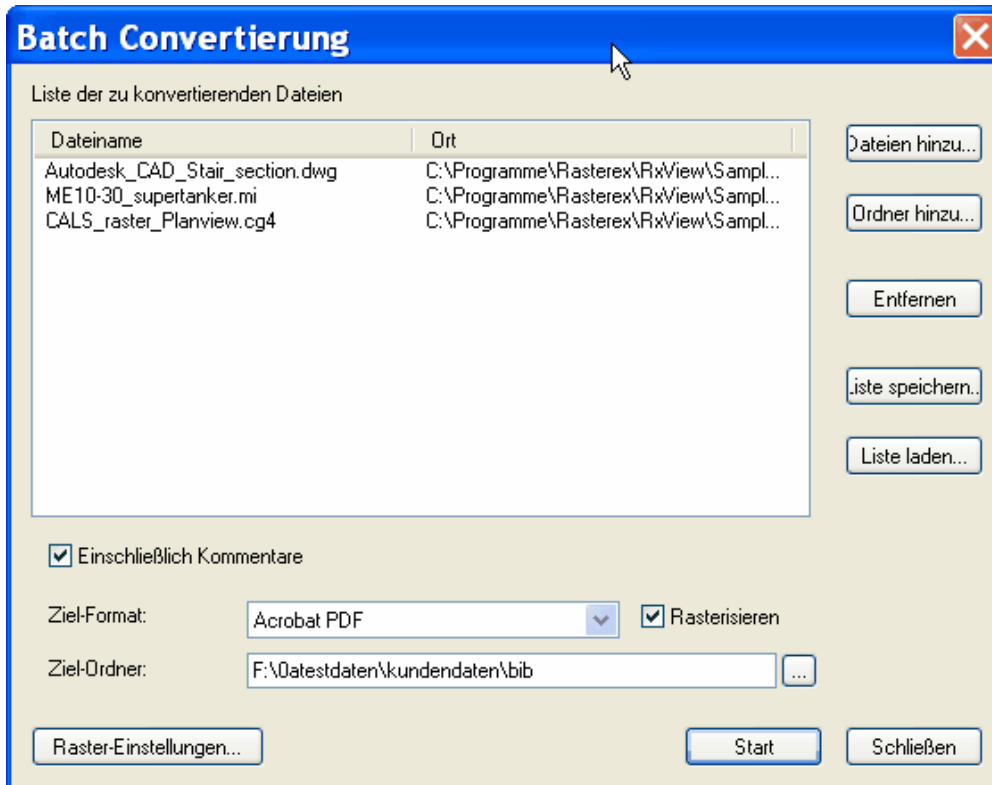 Batch Convertierung
Liste der zu konvertierenden Dateien
Dateiname Ort
Autodesk_CAD_Stair_section.dwg C:\Programme\Rasterex\RxView\Sampl...
ME10-30_supertanker.mi C:\Programme\Rasterex\RxView\Sampl...
CALS_raster_Planview.cg4 C:\Programme\Rasterex\RxView\Sampl...
Dateien hinzu...
Ordner hinzu...
Entfernen
Liste speichern..
Liste laden...
Einschließlich Kommentare
Ziel-Format: Acrobat PDF Rasterisieren
Ziel-Ordner: F:\0atestdaten\kundendaten\bib ...
Raster-Einstellungen... Start Schließen